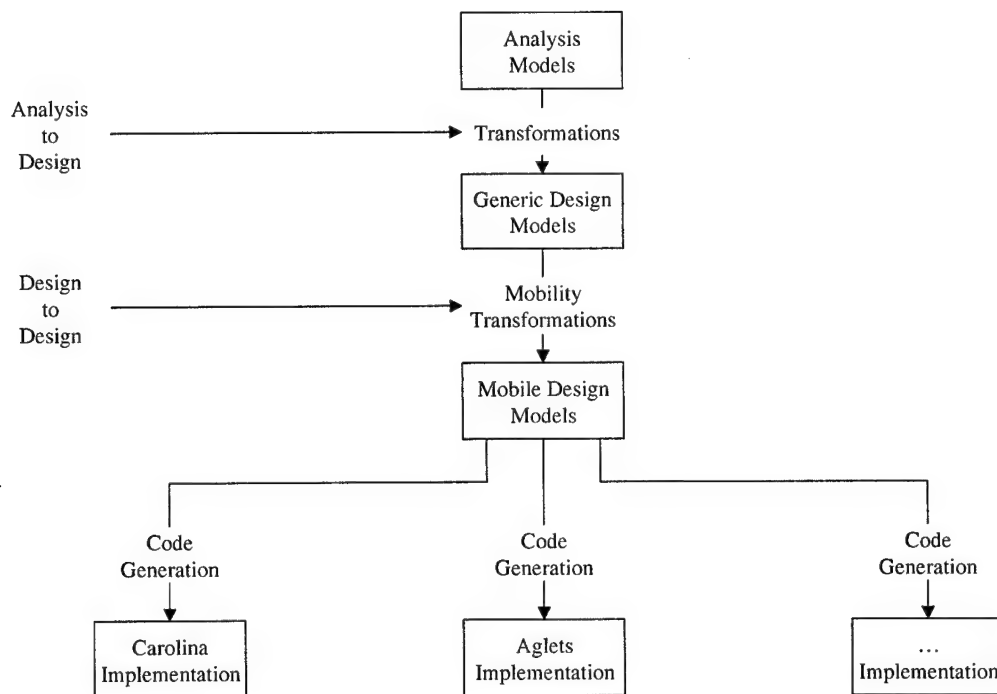 Analysis
Models
Analysis
to
Design
Transformations
Generic Design
Models
Design
to
Design
Mobility
Transformations
Mobile Design
Models
Code
Generation
Code
Generation
Code
Generation
Carolina
Implementation
Aglets
Implementation
...
Implementation